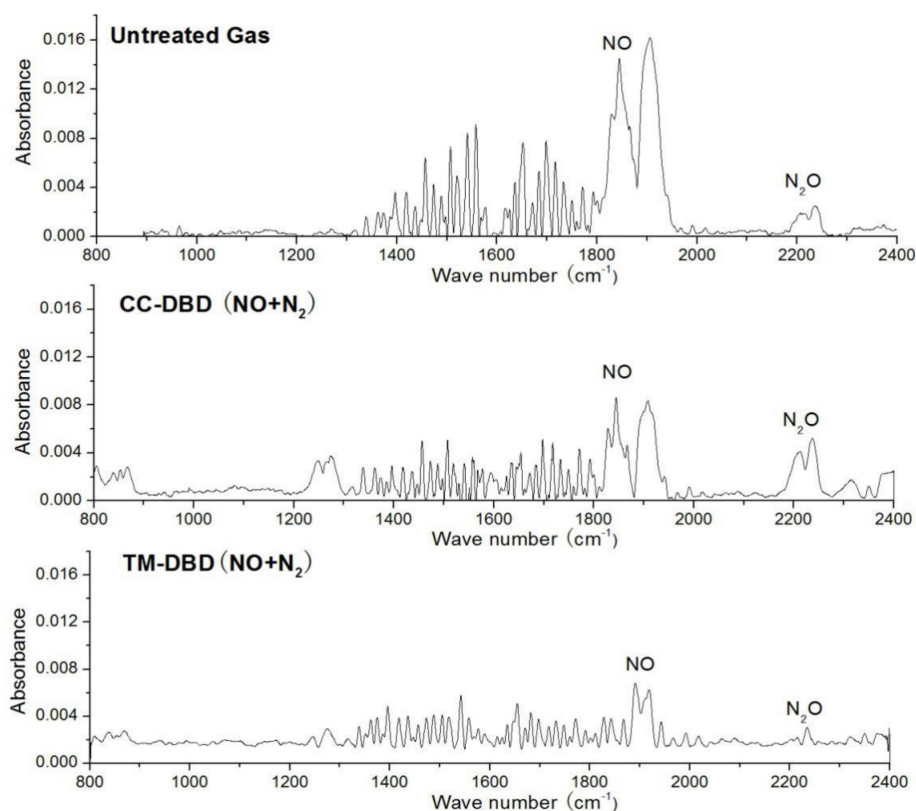 Untreated Gas
NO
N₂O
Absorbance
0.016
0.012
0.008
0.004
0.000
800 1000 1200 1400 1600 1800 2000 2200 2400
Wave number (cm⁻¹)
CC-DBD (NO+N₂)
NO
N₂O
Absorbance
0.016
0.012
0.008
0.004
0.000
800 1000 1200 1400 1600 1800 2000 2200 2400
Wave number (cm⁻¹)
TM-DBD (NO+N₂)
NO
N₂O
Absorbance
0.016
0.012
0.008
0.004
0.000
800 1000 1200 1400 1600 1800 2000 2200 2400
Wave number (cm⁻¹)